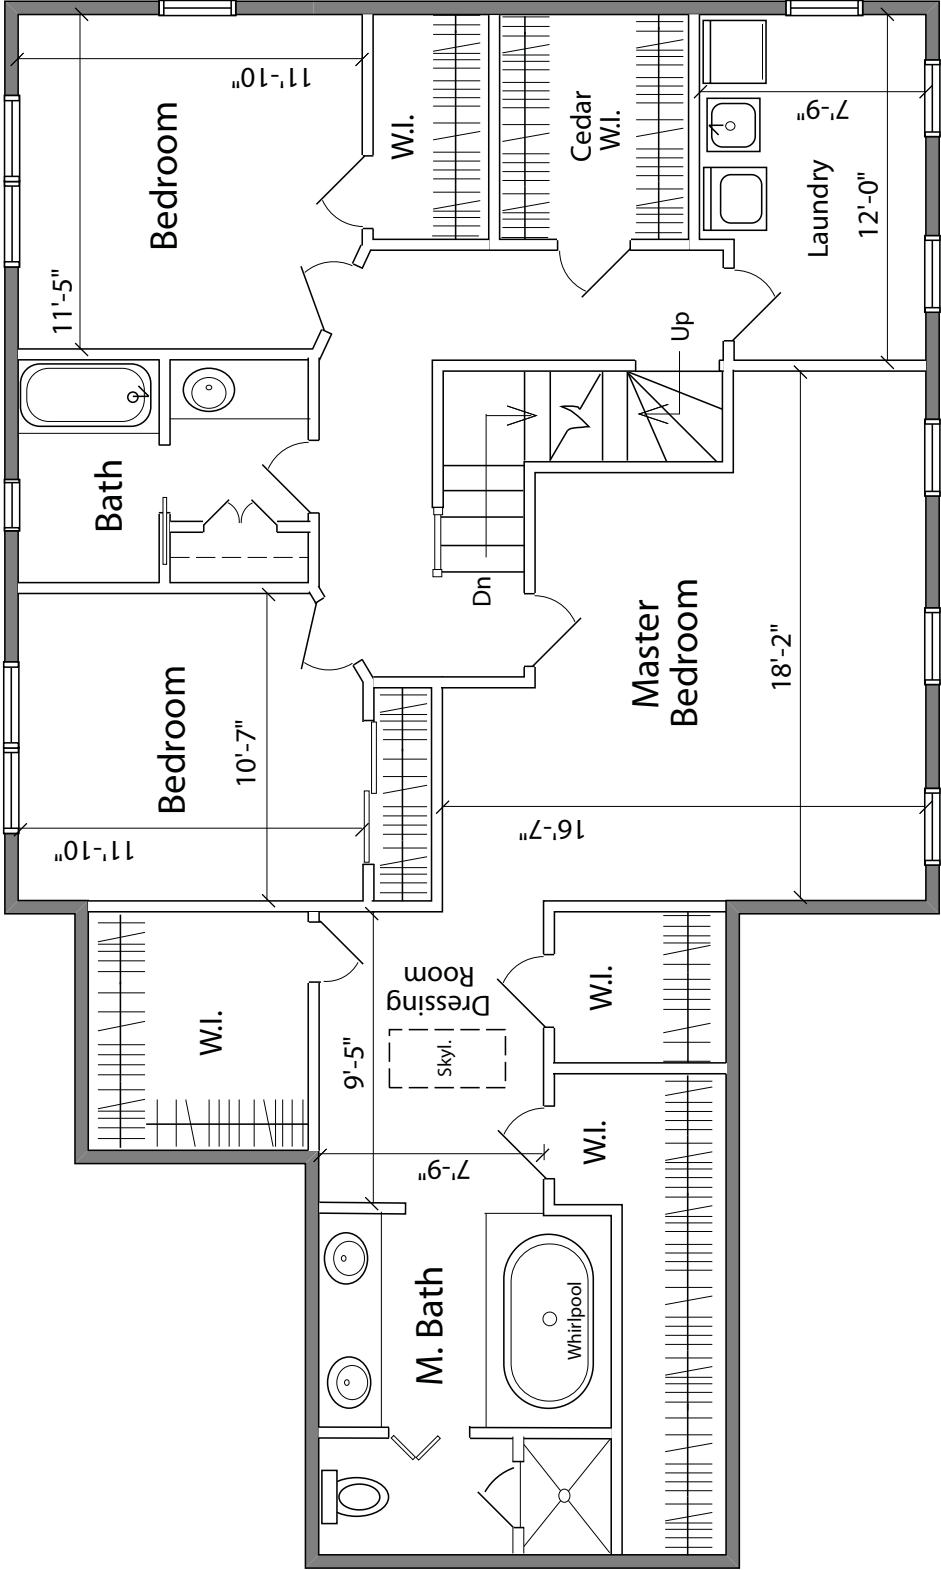 Bedroom
11'-10"
11'-5"
W.I.
Cedar
W.I.
7'-9"
Laundry
12'-0"
Bath
Up
Dn
Bedroom
10'-7"
11'-10"
Master
Bedroom
18'-2"
16'-7"
W.I.
9'-5"
Dressing
Room
Skyl.
W.I.
7'-9"
W.I.
M. Bath
Whirlpool